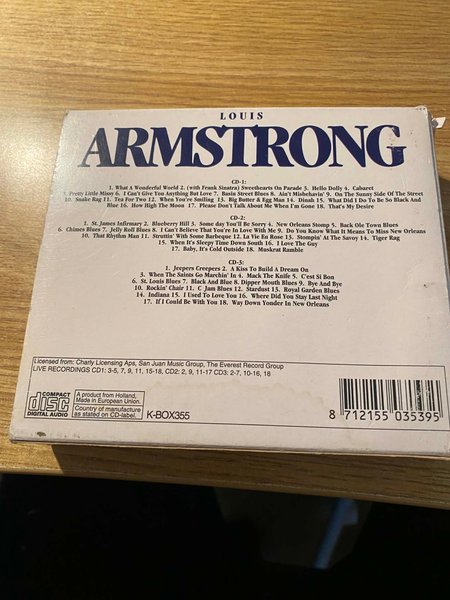 LOUIS
ARMSTRONG
CD-1:
1. What A Wonderful World 2. (with Frank Sinatra) Sweethearts On Parade 3. Hello Dolly 4. Cabaret
5. Pretty Little Missy 6. I Can't Give You Anything But Love 7. Basin Street Blues 8. Ain't Misbehavin' 9. On The Sunny Side Of The Street
10. Snake Rag 11. Tea For Two 12. When You're Smiling 13. Big Butter & Egg Man 14. Dinah 15. What Did I Do To Be So Black And
Blue 16. How High The Moon 17. Please Don't Talk About Me When I'm Gone 18. That's My Desire
CD-2:
1. St. James Infirmary 2. Blueberry Hill 3. Some day You'll Be Sorry 4. New Orleans Stomp 5. Back Ole Town Blues
6. Chimes Blues 7. Jelly Roll Blues 8. I Can't Believe That You're In Love With Me 9. Do You Know What It Means To Miss New Orleans
10. That Rhythm Man 11. Struttin' With Some Barbeque 12. La Vie En Rose 13. Stompin' At The Savoy 14. Tiger Rag
15. When It's Sleepy Time Down South 16. I Love The Guy
17. Baby, It's Cold Outside 18. Muskrat Ramble
CD-3:
1. Jeepers Creepers 2. A Kiss To Build A Dream On
3. When The Saints Go Marchin' In 4. Mack The Knife 5. C'est si Bon
6. St. Louis Blues 7. Black And Blue 8. Dipper Mouth Blues 9. Bye And Bye
10. Rockin' Chair 11. C Jam Blues 12. Stardust 13. Royal Garden Blues
14. Indiana 15. I Used To Love You 16. Where Did You Stay Last Night
17. If I Could Be With You 18. Way Down Yonder In New Orleans
Licensed from: Charly Licensing Aps, San Juan Music Group, The Everest Record Group
LIVE RECORDINGS CD1: 3-5, 7, 9, 11, 15-18, CD2: 2, 9, 11-17 CD3: 2-7, 10-16, 18
COMPACT
disc
DIGITAL AUDIO
A product from Holland,
Made in European Union.
Country of manufacture
as stated on CD-label.
K-BOX355
8 712155 035395